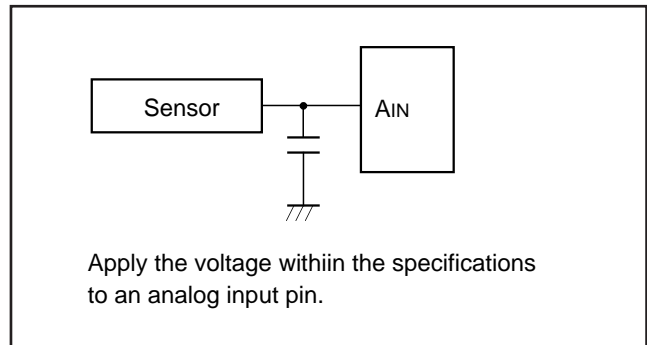 Sensor
AIN
Apply the voltage withiin the specifications
to an analog input pin.